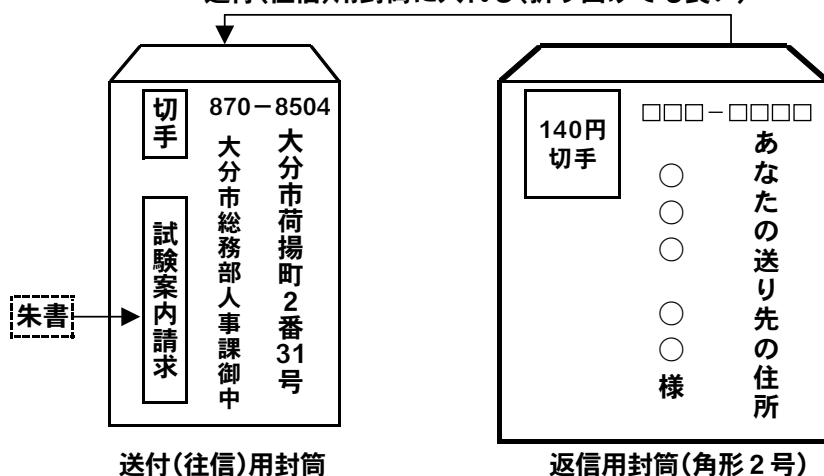 切手
870－8504
大分市荷揚町2番31号
大分市総務部人事課御中
試験案内請求
朱書
送付(往信)用封筒
140円
切手
□□□－□□□□
あなたの送り先の住所
○○○ ○○様
返信用封筒(角形２号)